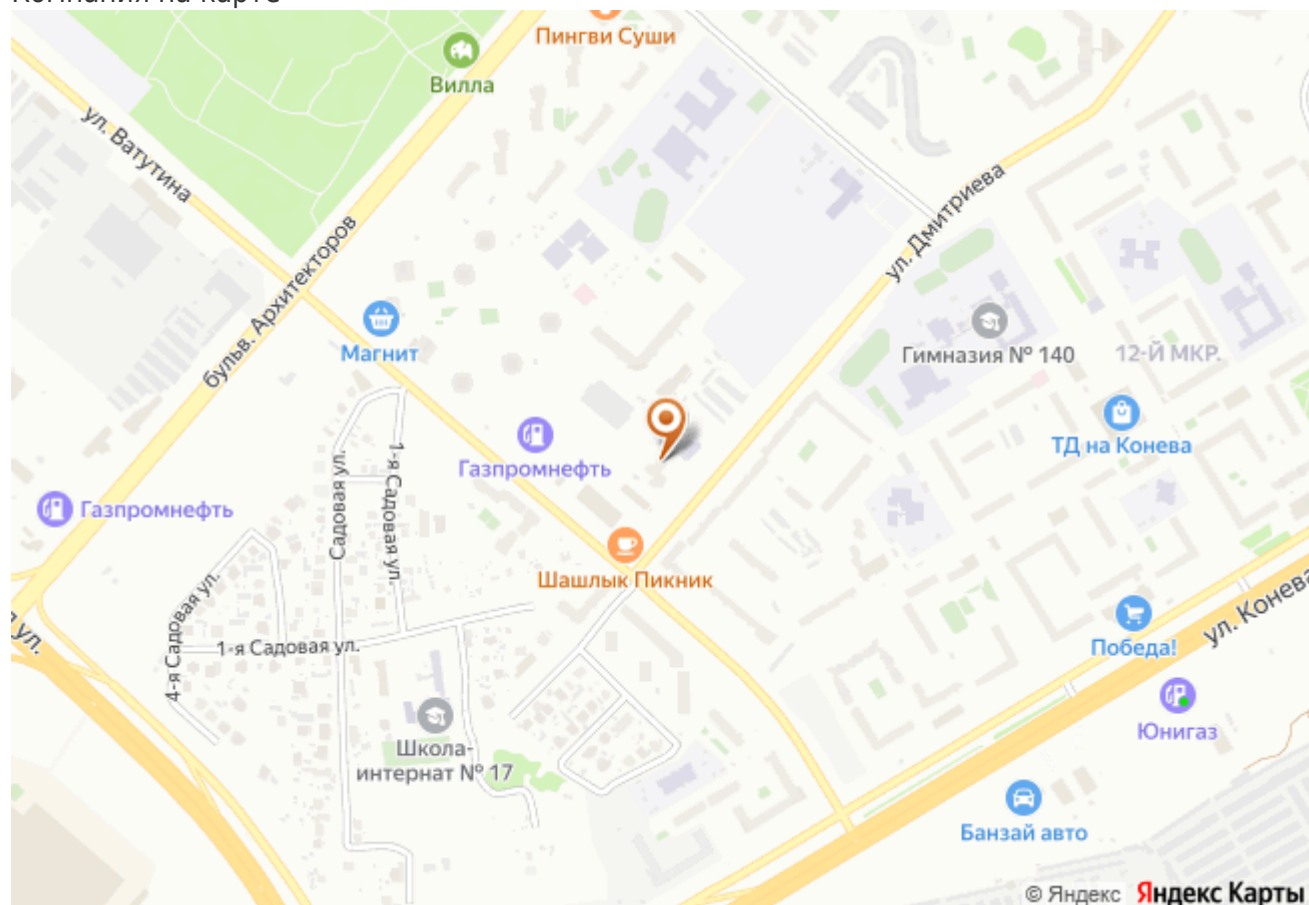 Пингви Суши
Вилла
ул. Ватутина
ул. Дмитриева
бульв. Архитекторов
Магнит
Гимназия № 140
12-Й МКР.
ТД на Конева
Газпромнефть
1-я Садовая ул.
Садовая ул.
Газпромнефть
Шашлык Пикник
4-я Садовая ул.
1-я Садовая ул.
ул. Конева
Победа!
ул.
Юнигаз
Школа-
интернат № 17
Банзай авто
© Яндекс Яндекс Карты